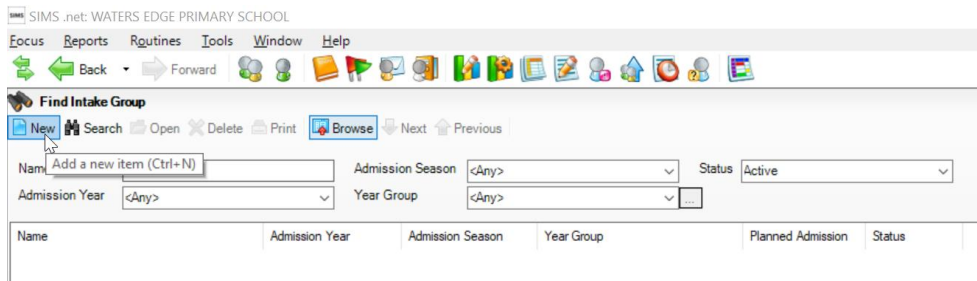 SIMS SIMS .net: WATERS EDGE PRIMARY SCHOOL
Focus Reports Routines Tools Window Help
Back Forward
Find Intake Group
New Search Open Delete Print Browse Next Previous
Add a new item (Ctrl+N)
Name Admission Season <Any> Status Active
Admission Year <Any> Year Group <Any> ...
Name Admission Year Admission Season Year Group Planned Admission Status